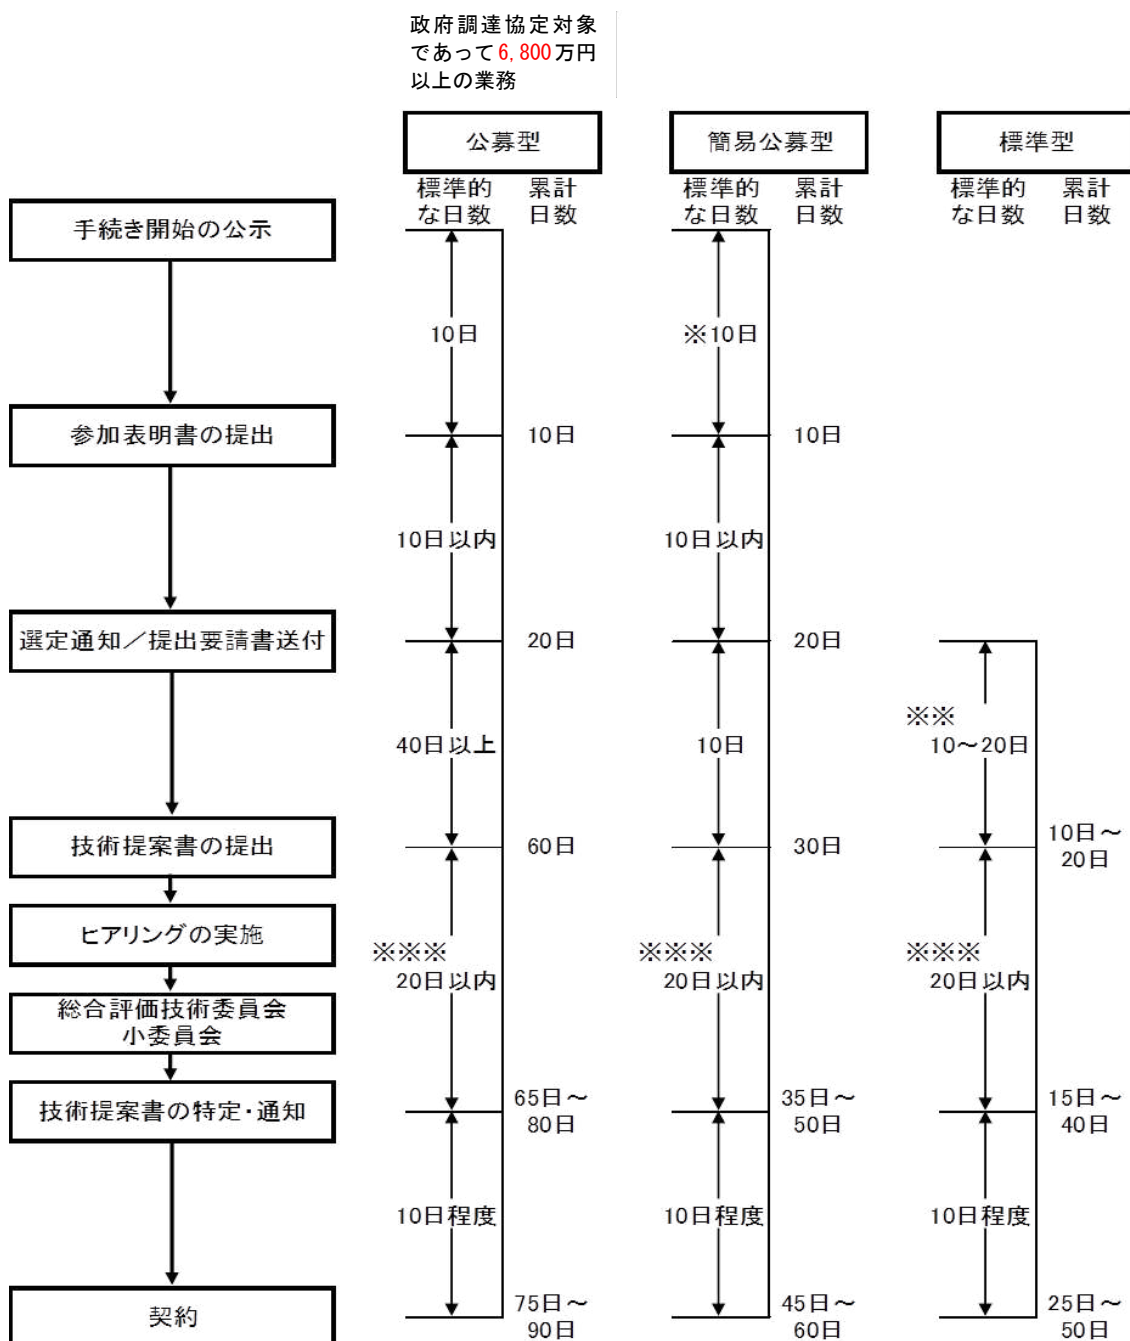 政府調達協定対象
であって6,800万円
以上の業務
公募型
簡易公募型
標準型
標準的
な日数
累計
日数
標準的
な日数
累計
日数
標準的
な日数
累計
日数
手続き開始の公示
10日
※10日
参加表明書の提出
10日
10日
10日以内
10日以内
選定通知／提出要請書送付
20日
20日
40日以上
10日
※※
10～20日
技術提案書の提出
60日
30日
10日～
20日
ヒアリングの実施
※※※
20日以内
※※※
20日以内
※※※
20日以内
総合評価技術委員会
小委員会
技術提案書の特定・通知
65日～
80日
35日～
50日
15日～
40日
10日程度
10日程度
10日程度
契約
75日～
90日
45日～
60日
25日～
50日